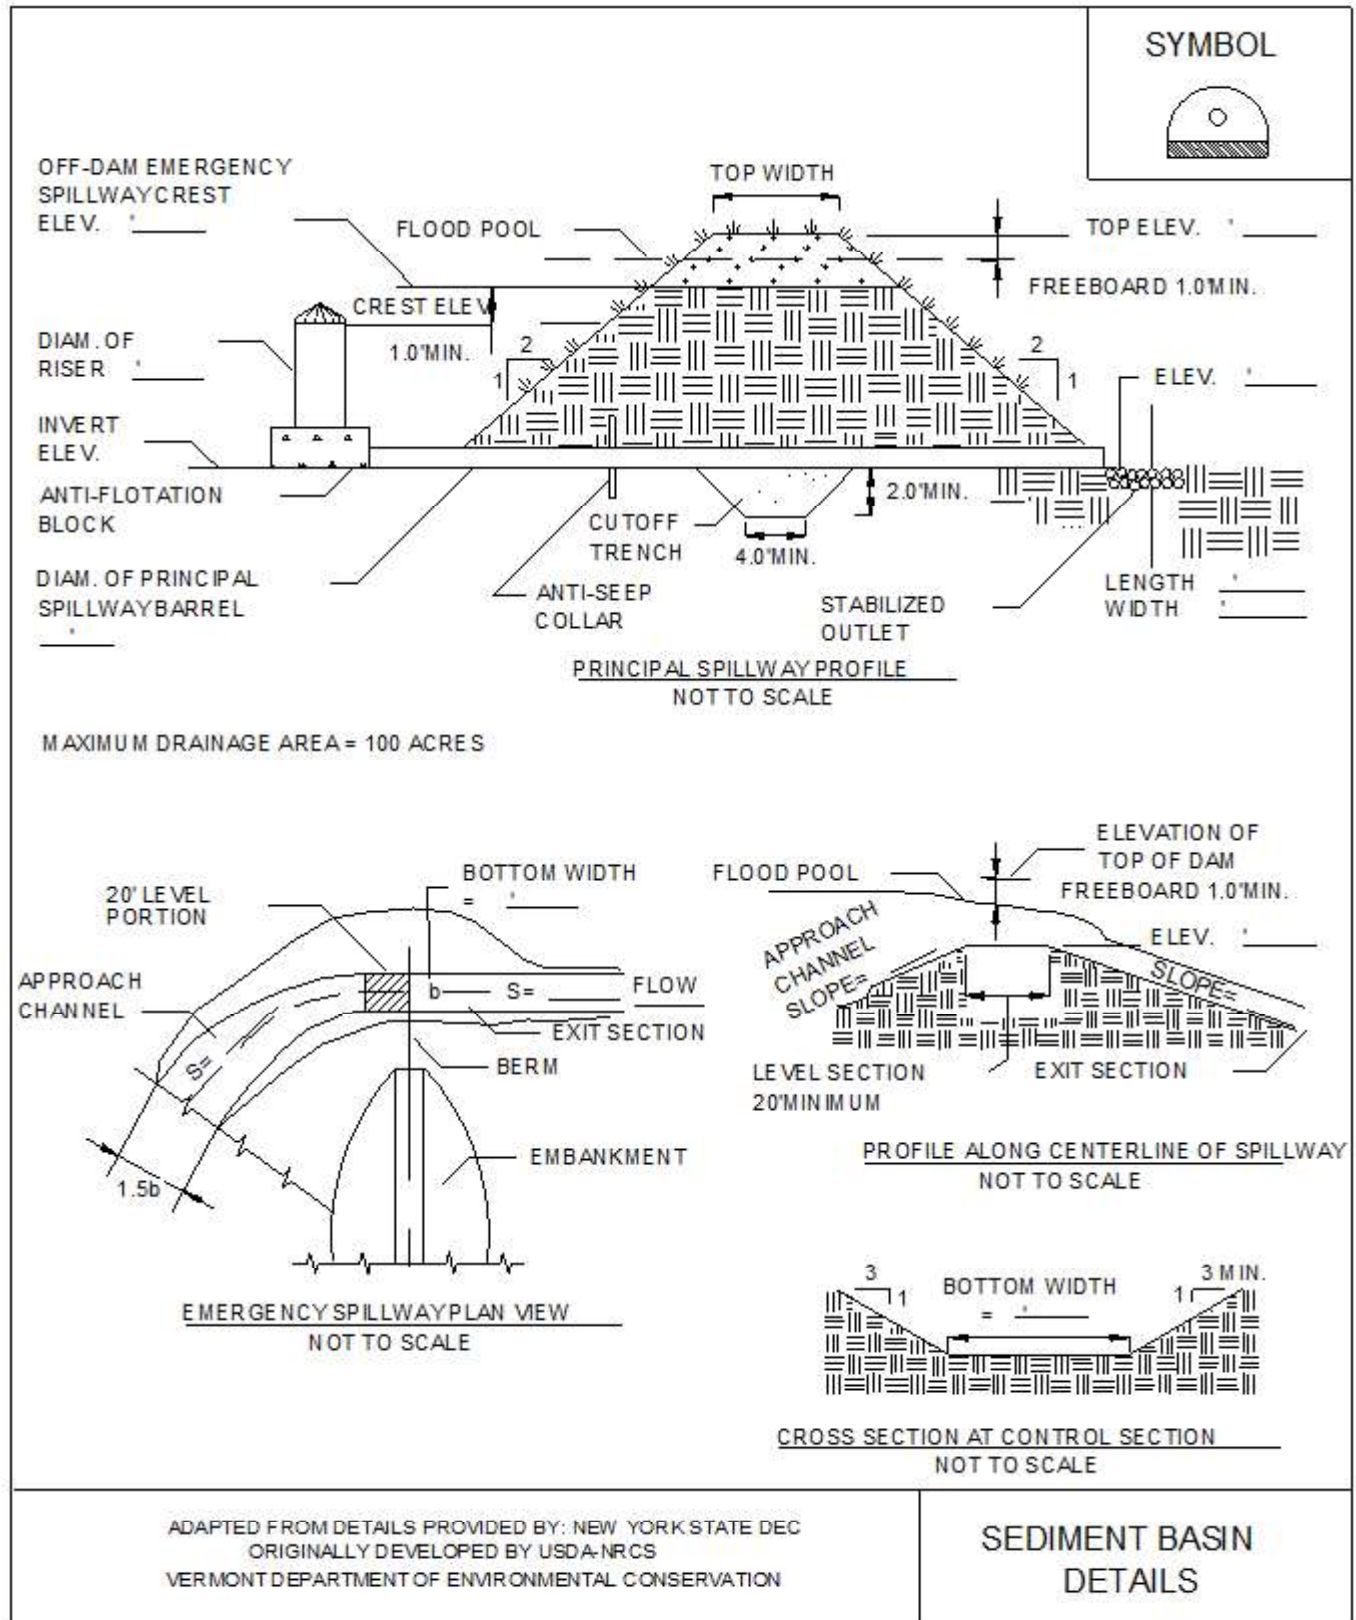 SYMBOL
OFF-DAM EMERGENCY
SPILLWAY CREST
ELEV. '
TOP WIDTH
FLOOD POOL
TOP ELEV. '
FREEBOARD 1.0'MIN.
CREST ELEV
1.0'MIN.
DIAM. OF
RISER '
2
1
2
1
ELEV. '
INVERT
ELEV.
ANTI-FLOTATION
BLOCK
2.0'MIN.
CUTOFF
TRENCH
4.0'MIN.
DIAM. OF PRINCIPAL
SPILLWAY BARREL
'
ANTI-SEEP
COLLAR
STABILIZED
OUTLET
LENGTH '
WIDTH '
PRINCIPAL SPILLWAY PROFILE
NOT TO SCALE
MAXIMUM DRAINAGE AREA = 100 ACRES
20' LEVEL
PORTION
BOTTOM WIDTH
= '
APPROACH
CHANNEL
b
S=
FLOW
EXIT SECTION
S=
BERM
EMBANKMENT
1.5b
EMERGENCY SPILLWAY PLAN VIEW
NOT TO SCALE
ELEVATION OF
TOP OF DAM
FLOOD POOL
FREEBOARD 1.0'MIN.
APPROACH
CHANNEL
SLOPE=
ELEV. '
SLOPE=
LEVEL SECTION
20'MINIMUM
EXIT SECTION
PROFILE ALONG CENTERLINE OF SPILLWAY
NOT TO SCALE
3
1
BOTTOM WIDTH
= '
3 MIN.
1
CROSS SECTION AT CONTROL SECTION
NOT TO SCALE
ADAPTED FROM DETAILS PROVIDED BY: NEW YORK STATE DEC
ORIGINALLY DEVELOPED BY USDA-NRCS
VERMONT DEPARTMENT OF ENVIRONMENTAL CONSERVATION
SEDIMENT BASIN
DETAILS